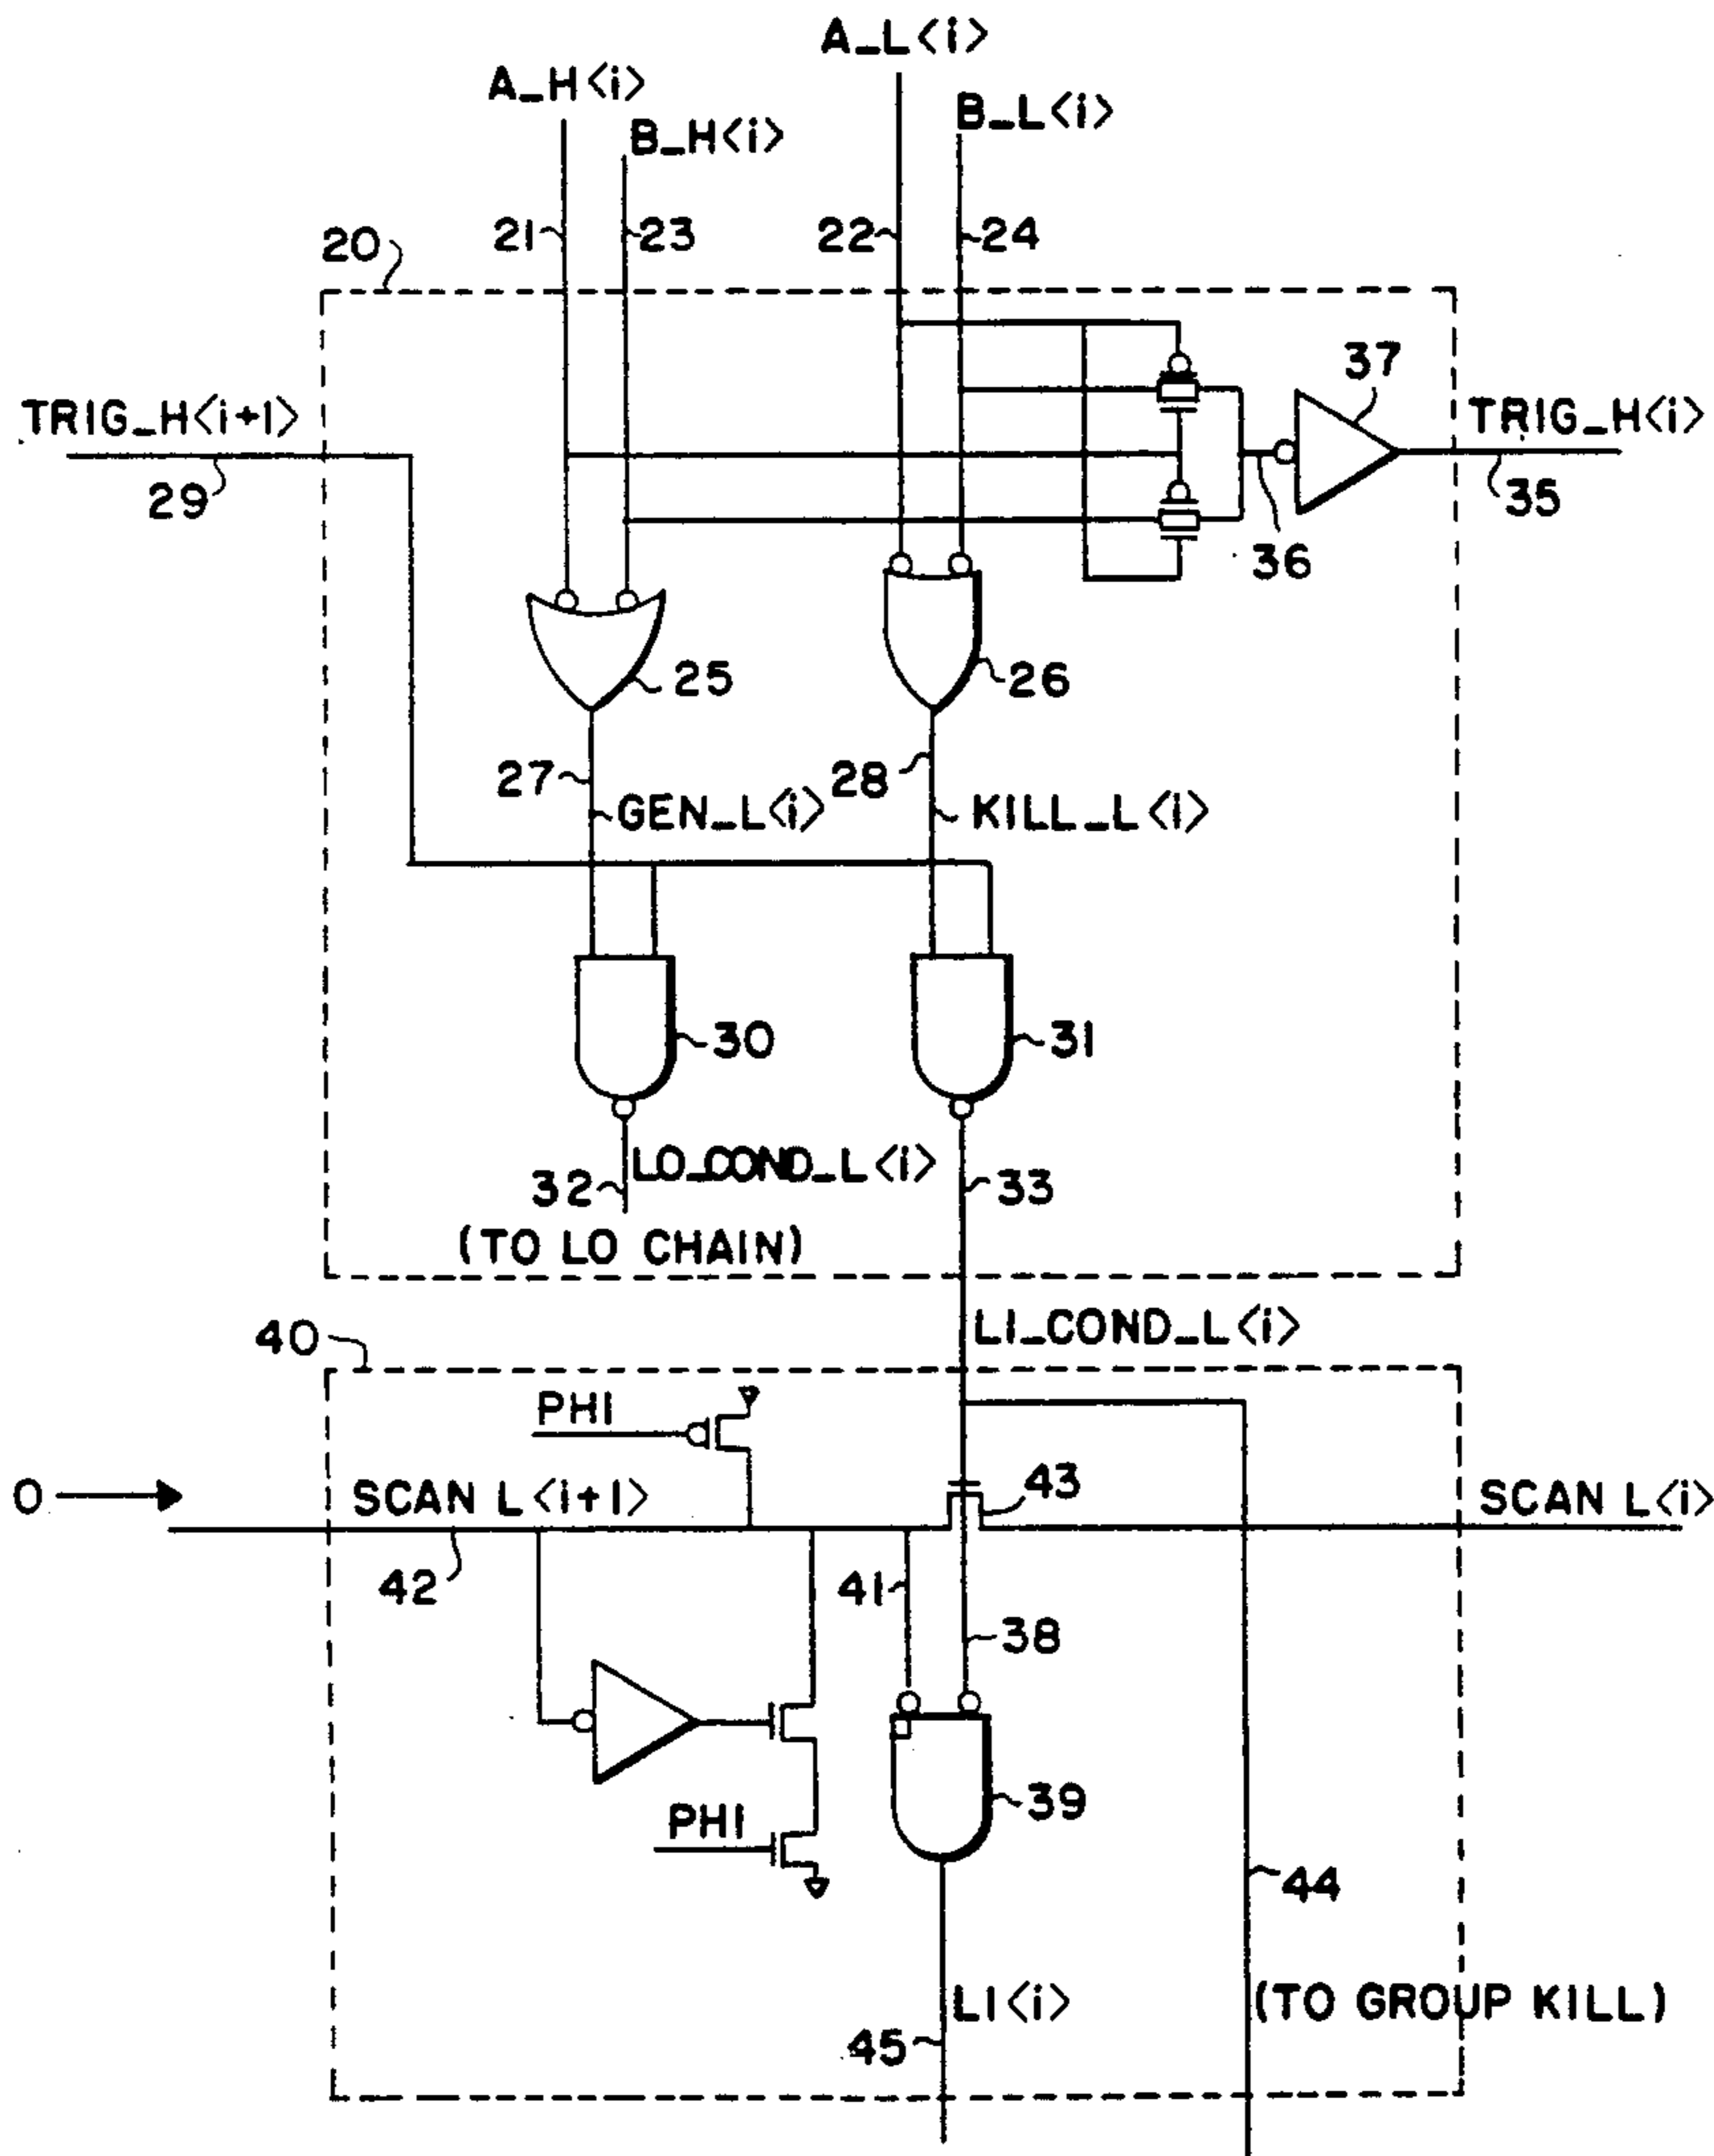 A_L<i>
A_H<i>
B_L<i>
B_H<i>
21
23
22
24
20
37
TRIG_H<i+1>
TRIG_H<i>
29
35
36
25
26
27
28
GEN_L<i>
KILL_L<i>
30
31
LO_COND_L<i>
32
33
(TO LO CHAIN)
LI_COND_L<i>
40
PHI
0
SCAN L<i+1>
43
SCAN L<i>
42
41
38
39
PHI
44
LI<i>
(TO GROUP KILL)
45